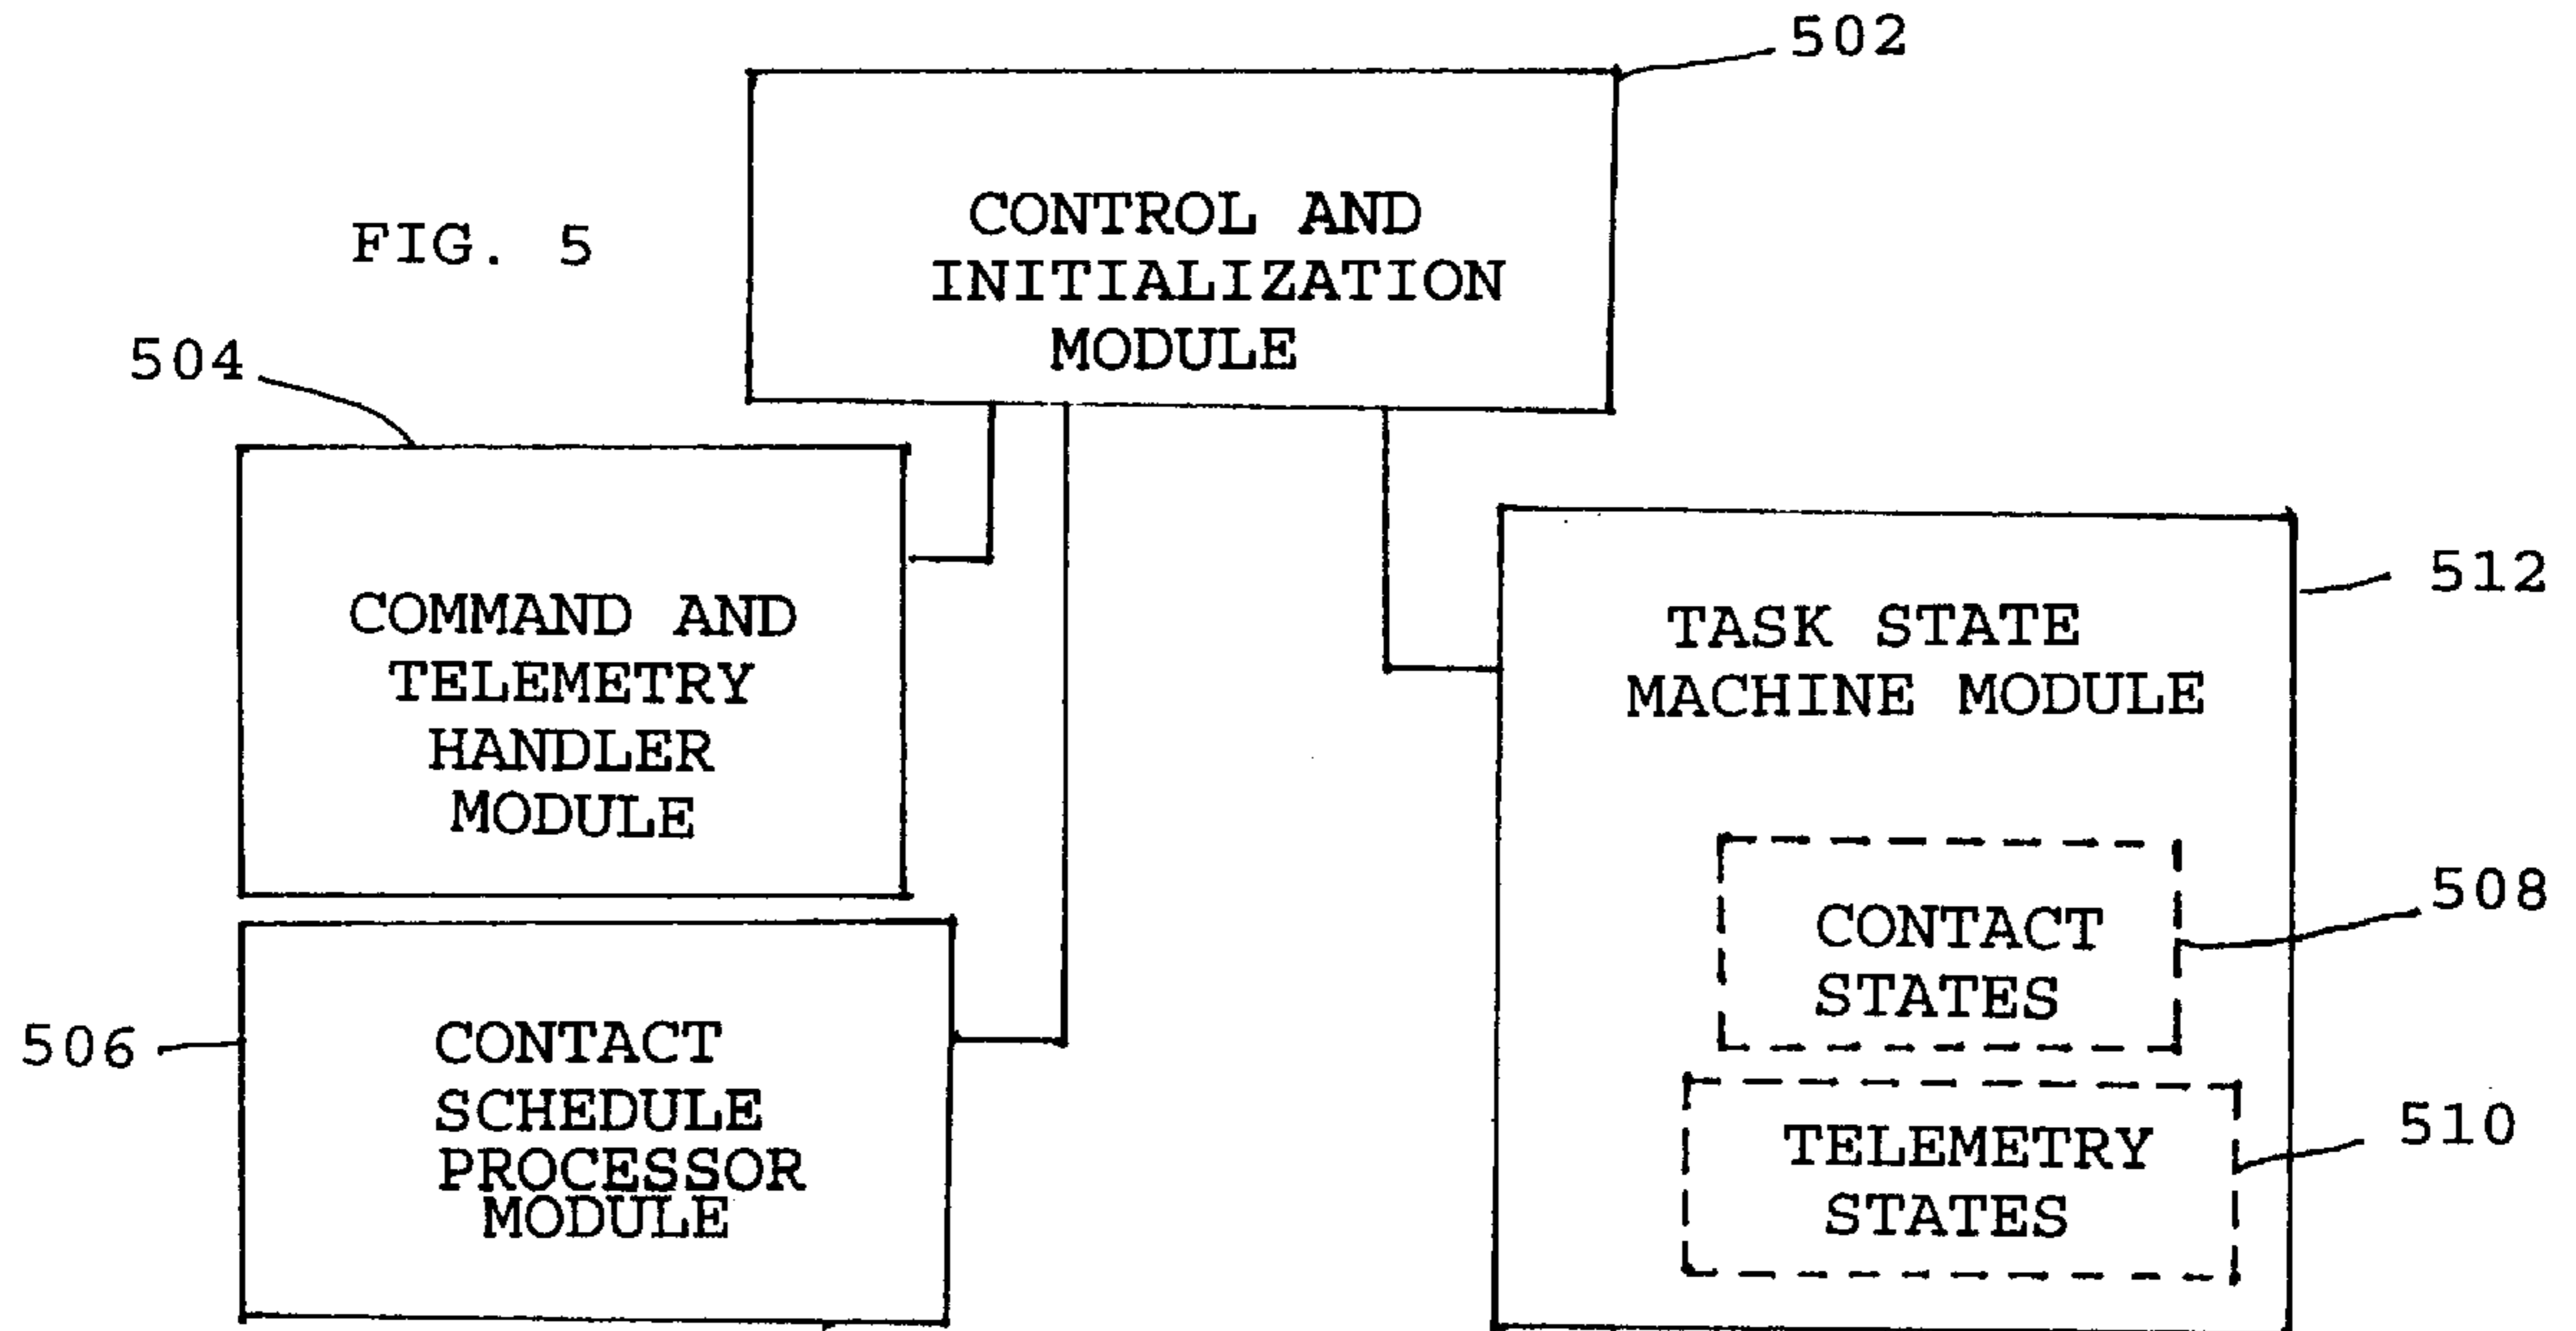 502
CONTROL AND
INITIALIZATION
MODULE
FIG. 5
504
COMMAND AND
TELEMETRY
HANDLER
MODULE
512
TASK STATE
MACHINE MODULE
508
CONTACT
STATES
506
CONTACT
SCHEDULE
PROCESSOR
MODULE
510
TELEMETRY
STATES